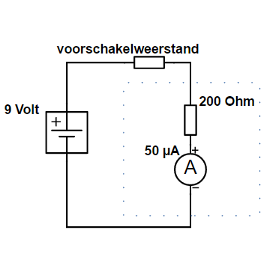 voorschakelweerstand
200 Ohm
9 Volt
+
50 µA
+
A
−